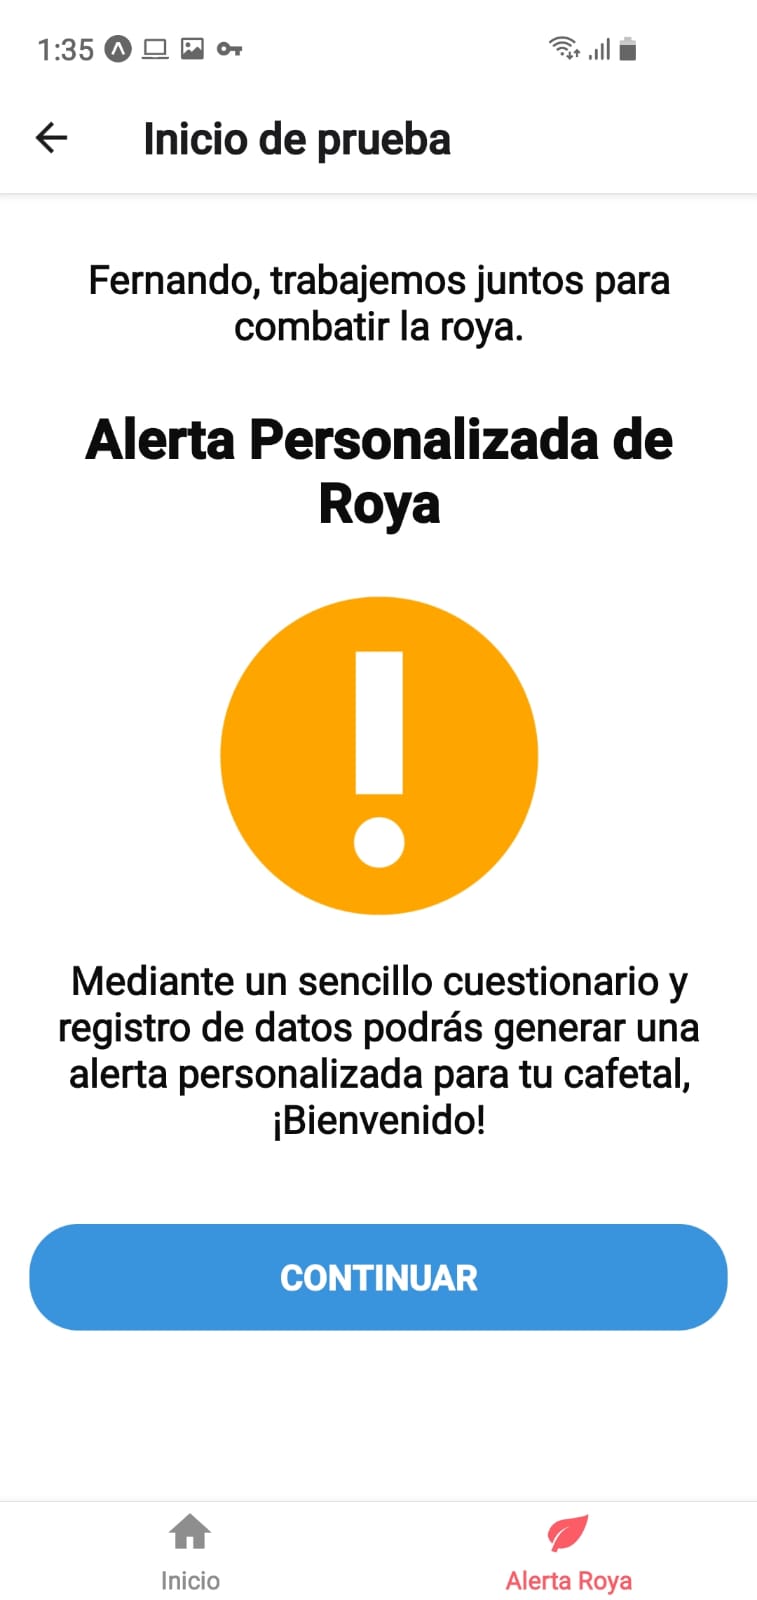 1:35
Inicio de prueba
Fernando, trabajemos juntos para
combatir la roya.
Alerta Personalizada de
Roya
Mediante un sencillo cuestionario y
registro de datos podrás generar una
alerta personalizada para tu cafetal,
¡Bienvenido!
CONTINUAR
Inicio
Alerta Roya